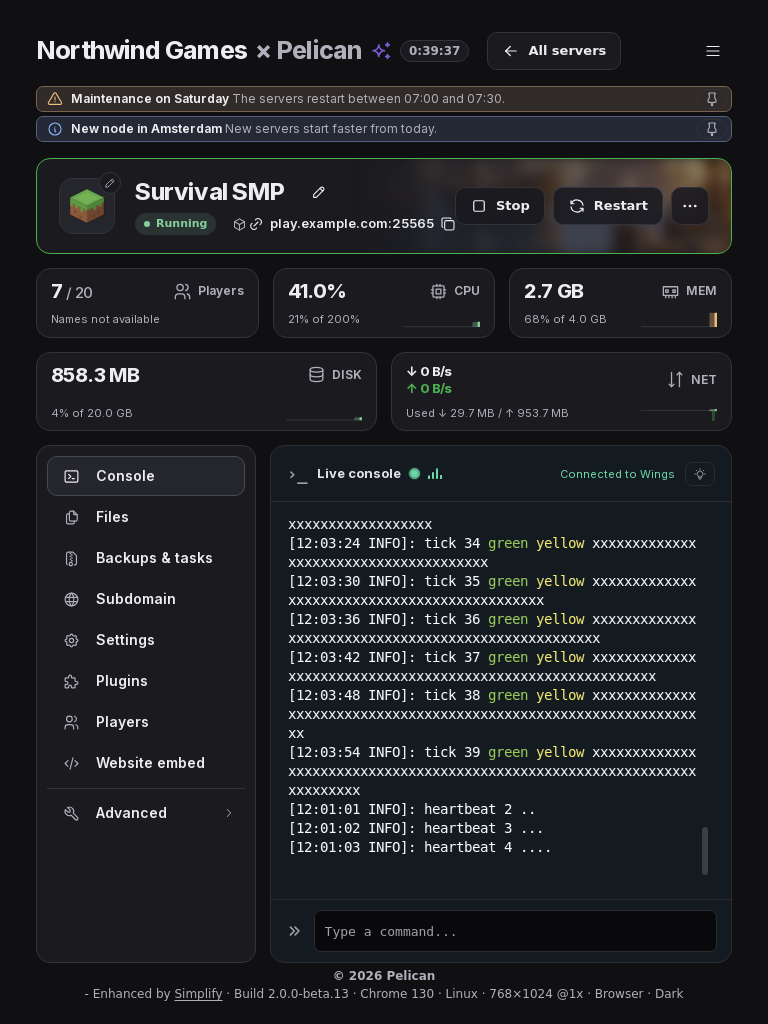 Northwind Games × Pelican 0:39:37 All servers
Maintenance on Saturday The servers restart between 07:00 and 07:30.
New node in Amsterdam New servers start faster from today.
Survival SMP
Running play.example.com:25565
Stop Restart
7 / 20 Players
Names not available
41.0% CPU
21% of 200%
2.7 GB MEM
68% of 4.0 GB
858.3 MB DISK
4% of 20.0 GB
↓ 0 B/s
↑ 0 B/s
NET
Used ↓ 29.7 MB / ↑ 953.7 MB
Console
Files
Backups & tasks
Subdomain
Settings
Plugins
Players
Website embed
Advanced
Live console Connected to Wings
xxxxxxxxxxxxxxxxxx
[12:03:24 INFO]: tick 34 green yellow xxxxxxxxxxxxx
xxxxxxxxxxxxxxxxxxxxxxxxx
[12:03:30 INFO]: tick 35 green yellow xxxxxxxxxxxxx
xxxxxxxxxxxxxxxxxxxxxxxxxxxxxxxx
[12:03:36 INFO]: tick 36 green yellow xxxxxxxxxxxxx
xxxxxxxxxxxxxxxxxxxxxxxxxxxxxxxxxxxxxxx
[12:03:42 INFO]: tick 37 green yellow xxxxxxxxxxxxx
xxxxxxxxxxxxxxxxxxxxxxxxxxxxxxxxxxxxxxxxxxxxxx
[12:03:48 INFO]: tick 38 green yellow xxxxxxxxxxxxx
xxxxxxxxxxxxxxxxxxxxxxxxxxxxxxxxxxxxxxxxxxxxxxxxxxx
xx
[12:03:54 INFO]: tick 39 green yellow xxxxxxxxxxxxx
xxxxxxxxxxxxxxxxxxxxxxxxxxxxxxxxxxxxxxxxxxxxxxxxxxx
xxxxxxxxx
[12:01:01 INFO]: heartbeat 2 ..
[12:01:02 INFO]: heartbeat 3 ...
[12:01:03 INFO]: heartbeat 4 ....
Type a command...
© 2026 Pelican
- Enhanced by Simplify · Build 2.0.0-beta.13 · Chrome 130 · Linux · 768×1024 @1x · Browser · Dark